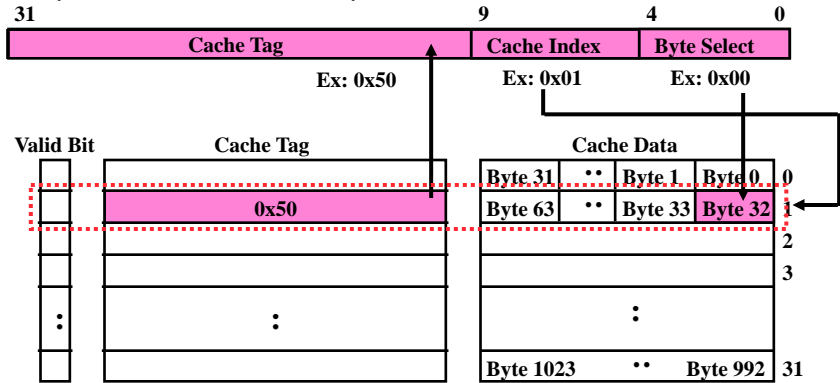 31 9 4 0
Cache Tag Cache Index Byte Select
Ex: 0x50 Ex: 0x01 Ex: 0x00
Valid Bit Cache Tag Cache Data
Byte 31 •• Byte 1 Byte 0 0
0x50 Byte 63 •• Byte 33 Byte 32 1
2
3
: : :
Byte 1023 •• Byte 992 31